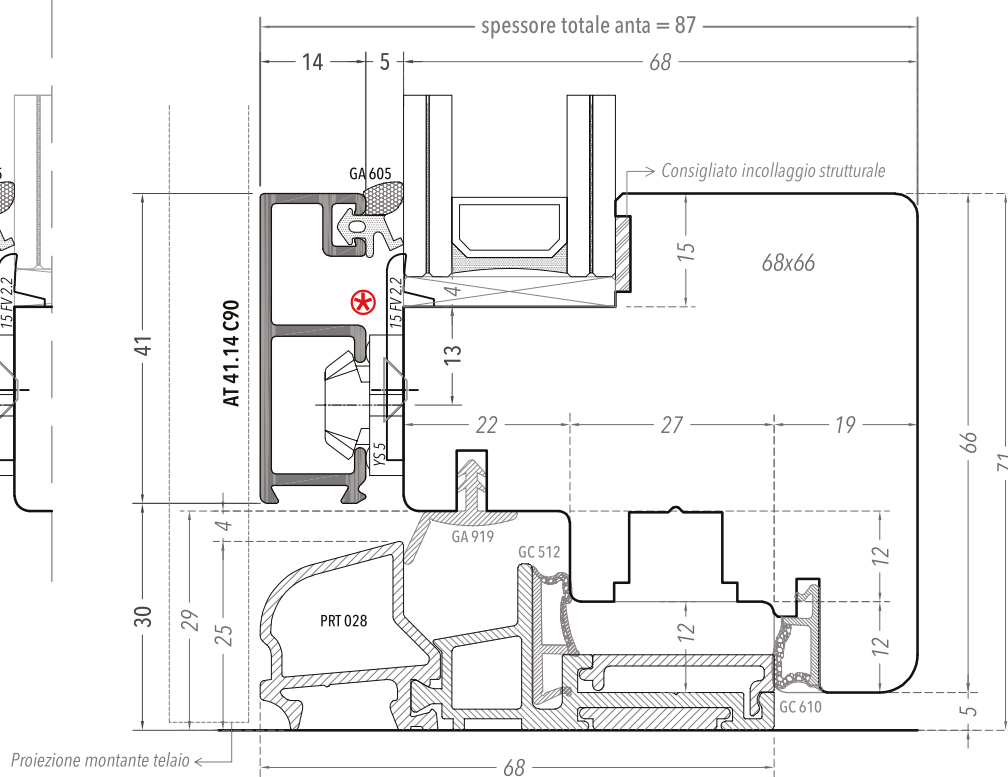 spessore totale anta = 87
14
5
68
GA 605
Consigliato incollaggio strutturale
15
68x66
15 FV 2.2
15 FV 2.2
4
41
AT 41.14 C90
13
22
27
19
66
71
YS 5
4
GA 919
GC 512
12
30
29
25
PRT 028
12
12
GC 610
5
Proiezione montante telaio
68